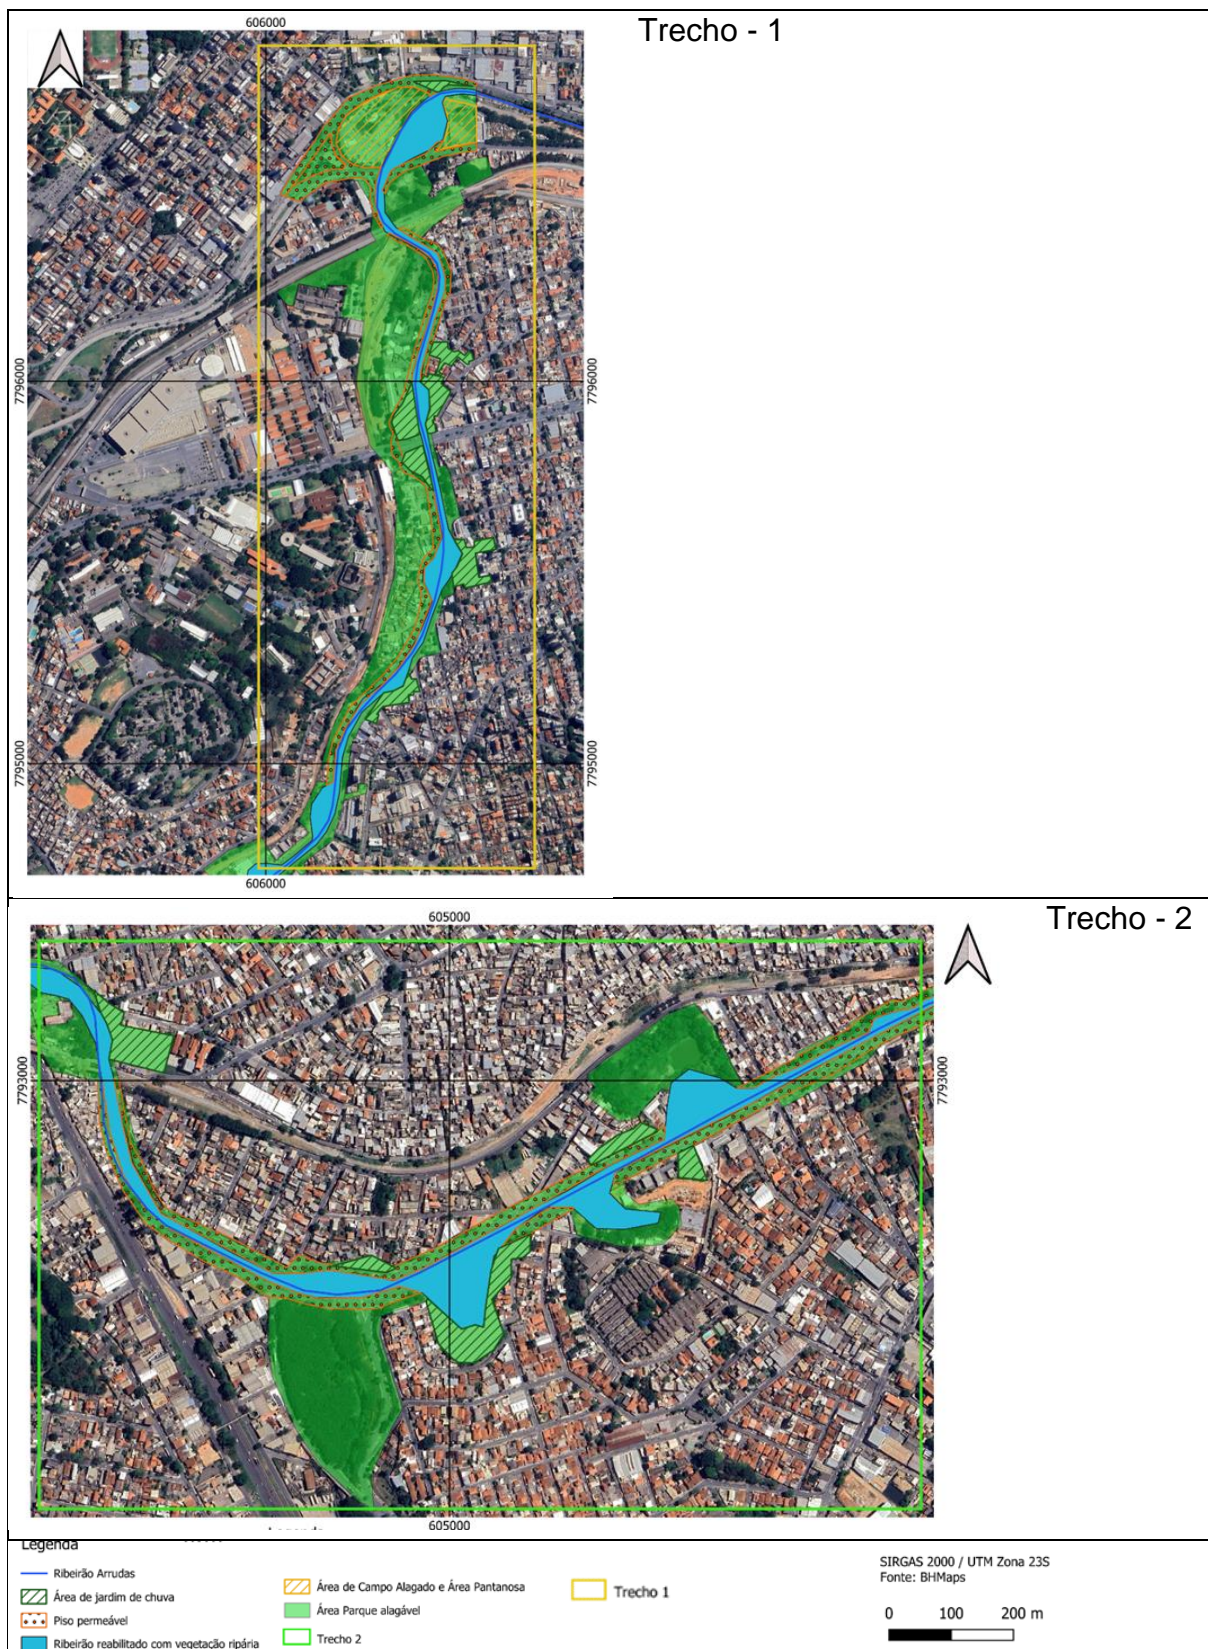 Trecho - 1
606000
7796000
7796000
7795000
7795000
606000
Trecho - 2
605000
7793000
7793000
605000
Legenda
Ribeirão Arrudas
Área de jardim de chuva
Piso permeável
Ribeirão reabilitado com vegetação ripária
Área de Campo Alagado e Área Pantanosa
Área Parque alagável
Trecho 2
Trecho 1
SIRGAS 2000 / UTM Zona 23S
Fonte: BHMaps
0 100 200 m